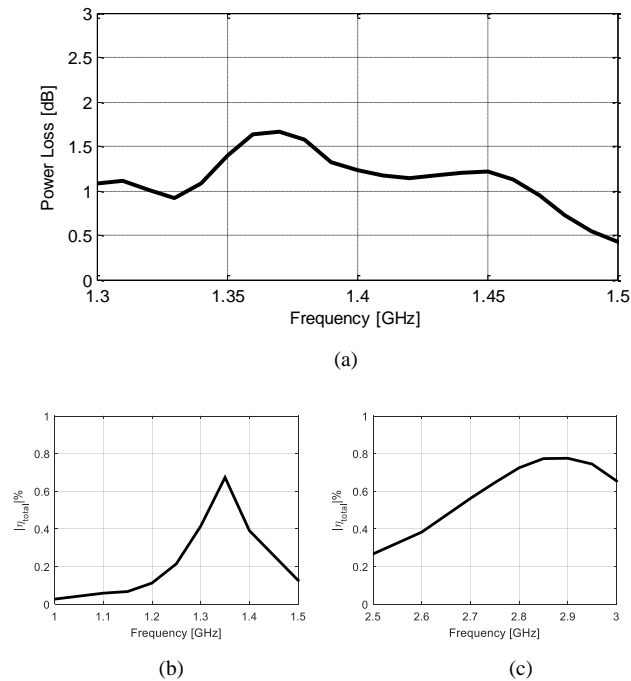 3
2.5
2
1.5
1
0.5
0
Power Loss [dB]
1.3 1.35 1.4 1.45 1.5
Frequency [GHz]
(a)
1
0.8
0.6
0.4
0.2
0
|η_total|%
1 1.1 1.2 1.3 1.4 1.5
Frequency [GHz]
(b)
1
0.8
0.6
0.4
0.2
0
|η_total|%
2.5 2.6 2.7 2.8 2.9 3
Frequency [GHz]
(c)